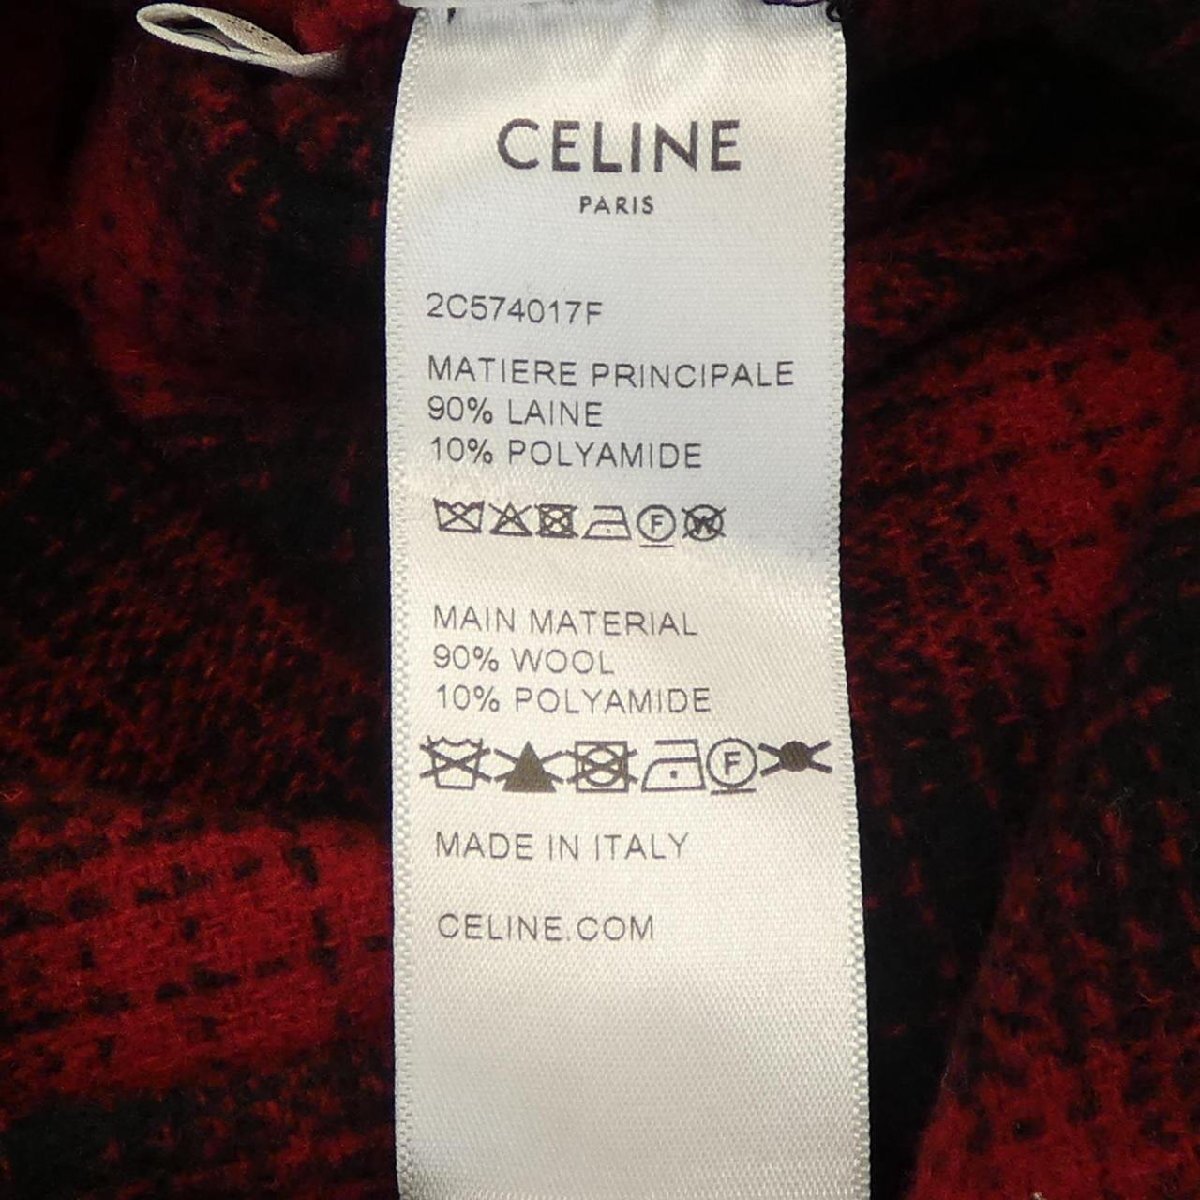 CELINE
PARIS
2C574017F
MATIERE PRINCIPALE
90% LAINE
10% POLYAMIDE
F W
MAIN MATERIAL
90% WOOL
10% POLYAMIDE
F
MADE IN ITALY
CELINE.COM